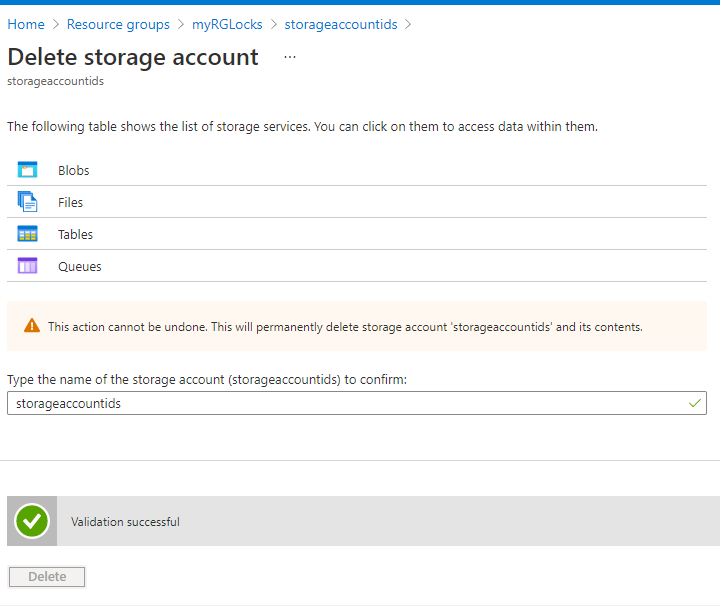 Home > Resource groups > myRGLocks > storageaccountids >
Delete storage account ...
storageaccountids
The following table shows the list of storage services. You can click on them to access data within them.
Blobs
Files
Tables
Queues
This action cannot be undone. This will permanently delete storage account 'storageaccountids' and its contents.
Type the name of the storage account (storageaccountids) to confirm:
storageaccountids
Validation successful
Delete